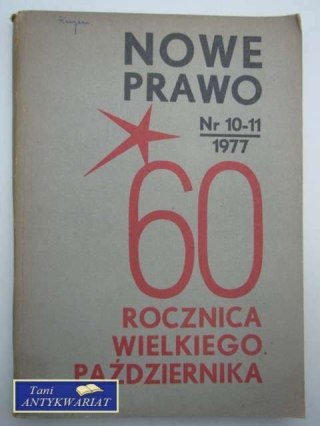 NOWE
PRAWO
Nr 10-11
1977
60
ROCZNICA
WIELKIEGO
PAŹDZIERNIKA
Tani
ANTYKWARIAT